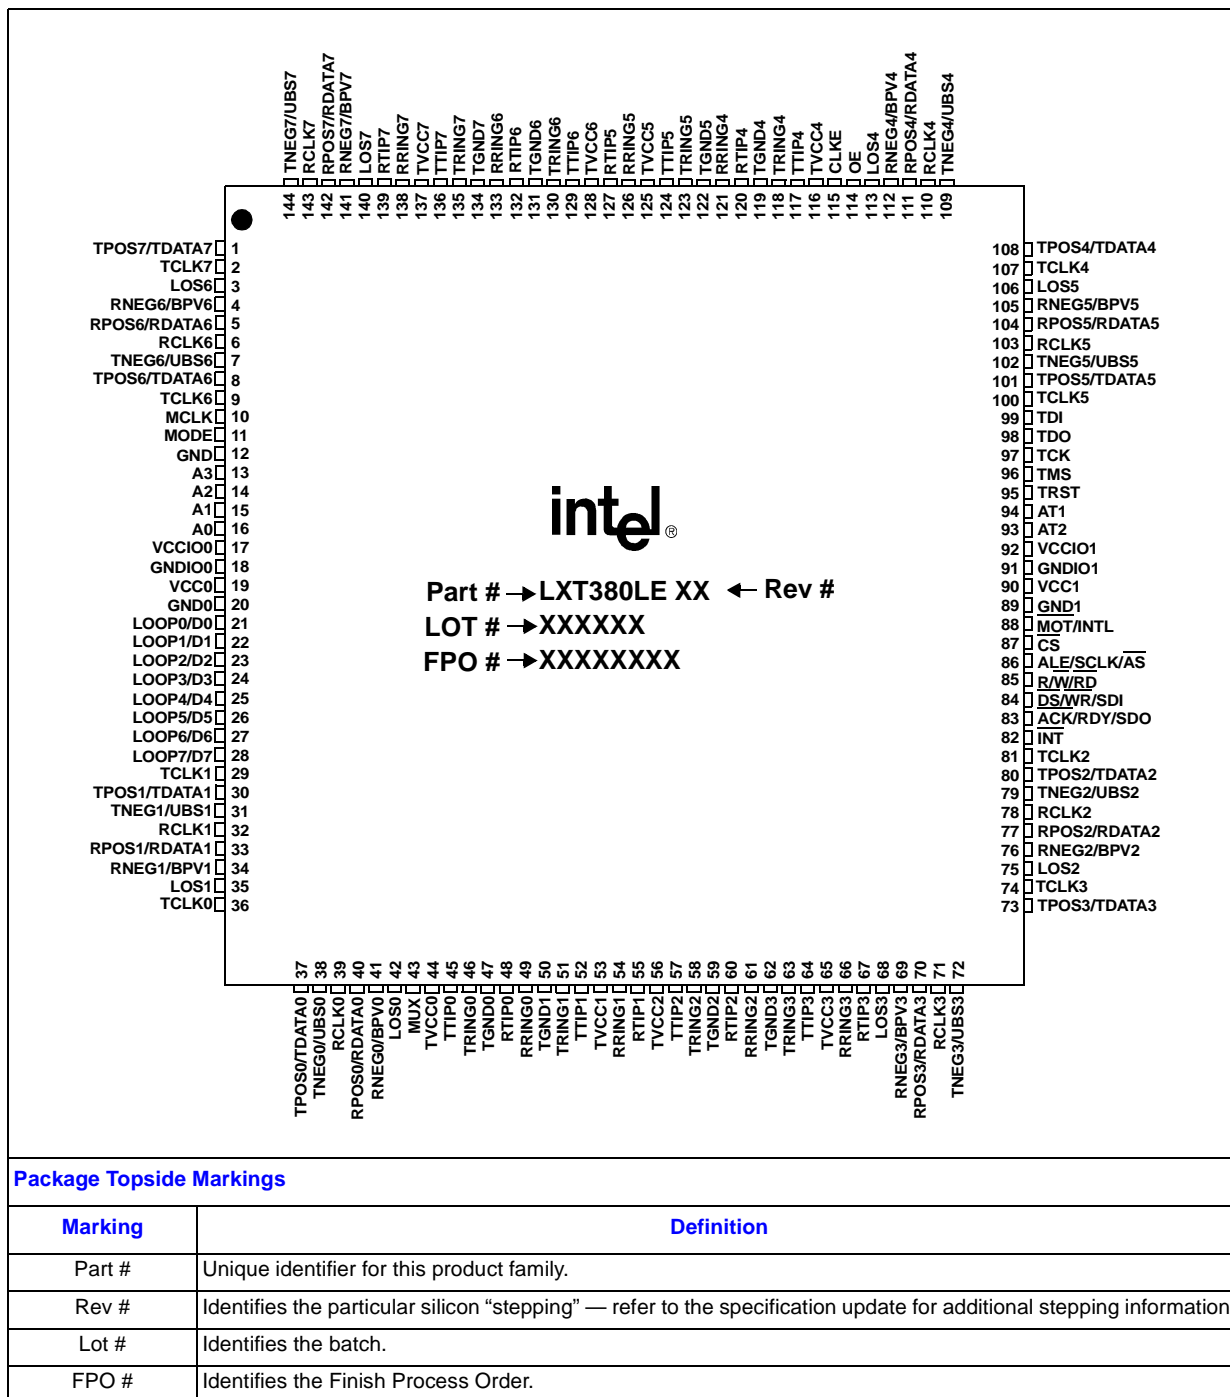 TNEG7/UBS7
RCLK7
RPOS7/RDATA7
RNEG7/BPV7
LOS7
RTIP7
RRING7
TVCC7
TTIP7
TRING7
TGND7
RRING6
RTIP6
TGND6
TRING6
TTIP6
TVCC6
RTIP5
RRING5
TVCC5
TTIP5
TRING5
TGND5
RRING4
RTIP4
TGND4
TRING4
TTIP4
TVCC4
CLKE
OE
LOS4
RNEG4/BPV4
RPOS4/RDATA4
RCLK4
TNEG4/UBS4
144 143 142 141 140 139 138 137 136 135 134 133 132 131 130 129 128 127 126 125 124 123 122 121 120 119 118 117 116 115 114 113 112 111 110 109
TPOS7/TDATA7 1
TCLK7 2
LOS6 3
RNEG6/BPV6 4
RPOS6/RDATA6 5
RCLK6 6
TNEG6/UBS6 7
TPOS6/TDATA6 8
TCLK6 9
MCLK 10
MODE 11
GND 12
A3 13
A2 14
A1 15
A0 16
VCCIO0 17
GNDIO0 18
VCC0 19
GND0 20
LOOP0/D0 21
LOOP1/D1 22
LOOP2/D2 23
LOOP3/D3 24
LOOP4/D4 25
LOOP5/D5 26
LOOP6/D6 27
LOOP7/D7 28
TCLK1 29
TPOS1/TDATA1 30
TNEG1/UBS1 31
RCLK1 32
RPOS1/RDATA1 33
RNEG1/BPV1 34
LOS1 35
TCLK0 36
intel®
Part # → LXT380LE XX ← Rev #
LOT # → XXXXXX
FPO # → XXXXXXXX
108 TPOS4/TDATA4
107 TCLK4
106 LOS5
105 RNEG5/BPV5
104 RPOS5/RDATA5
103 RCLK5
102 TNEG5/UBS5
101 TPOS5/TDATA5
100 TCLK5
99 TDI
98 TDO
97 TCK
96 TMS
95 TRST
94 AT1
93 AT2
92 VCCIO1
91 GNDIO1
90 VCC1
89 GND1
88 MOT/INTL
87 CS
86 ALE/SCLK/AS
85 R/W/RD
84 DS/WR/SDI
83 ACK/RDY/SDO
82 INT
81 TCLK2
80 TPOS2/TDATA2
79 TNEG2/UBS2
78 RCLK2
77 RPOS2/RDATA2
76 RNEG2/BPV2
75 LOS2
74 TCLK3
73 TPOS3/TDATA3
37 38 39 40 41 42 43 44 45 46 47 48 49 50 51 52 53 54 55 56 57 58 59 60 61 62 63 64 65 66 67 68 69 70 71 72
TPOS0/TDATA0
TNEG0/UBS0
RCLK0
RPOS0/RDATA0
RNEG0/BPV0
LOS0
MUX
TVCC0
TTIP0
TRING0
TGND0
RTIP0
RRING0
TGND1
TRING1
TTIP1
TVCC1
RRING1
RTIP1
TVCC2
TTIP2
TRING2
TGND2
RTIP2
RRING2
TGND3
TRING3
TTIP3
TVCC3
RRING3
RTIP3
LOS3
RNEG3/BPV3
RPOS3/RDATA3
RCLK3
TNEG3/UBS3
Package Topside Markings
Marking Definition
Part # Unique identifier for this product family.
Rev # Identifies the particular silicon “stepping” — refer to the specification update for additional stepping information
Lot # Identifies the batch.
FPO # Identifies the Finish Process Order.